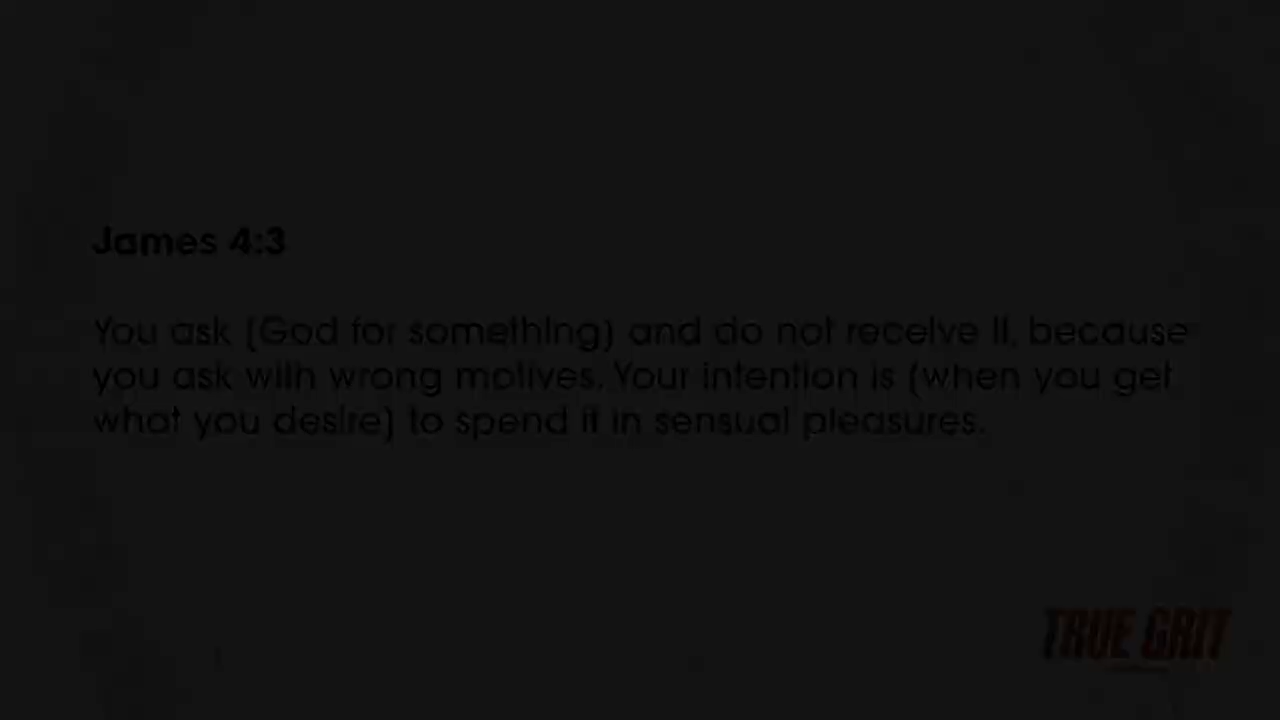 James 4:3
You ask (God for something) and do not receive it, because
you ask with wrong motives. Your intention is (when you get
what you desire) to spend it in sensual pleasures.
TRUE GRIT